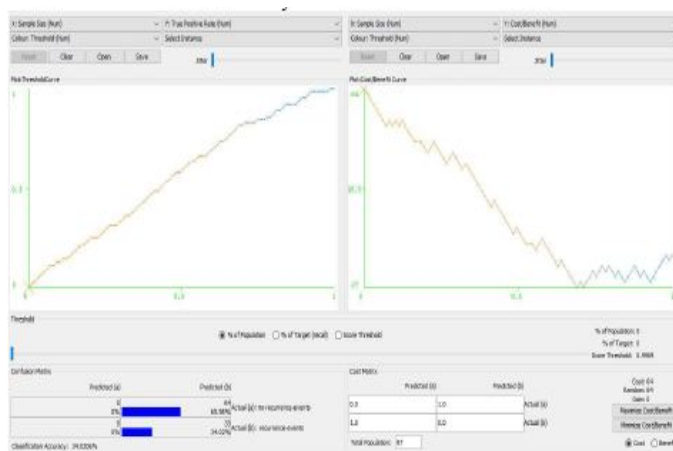 X: Sample Size (Num) Y: True Positive Rate (Num) X: Sample Size (Num) Y: Cost/Benefit (Num)
Colour: Threshold (Num) Select Instance Colour: Threshold (Num) Select Instance
Reset Clear Open Save Jitter Reset Clear Open Save Jitter
Plot: ThresholdCurve Plot: Cost/Benefit Curve
1
0.5
0
0 0.5 1 0 0.5
Threshold
% of Population % of Target (recall) Score Threshold
% of Population: 0
% of Target: 0
Score Threshold:
Confusion Matrix Cost Matrix
Predicted (a) Predicted (b) Predicted (a) Predicted (b)
0 64 Actual (a): no-recurrence-events
0% 65.98%
0 33 Actual (b): recurrence-events
0% 34.02%
0.0 1.0 Actual (a)
1.0 0.0 Actual (b)
Cost: 64
Random: 64
Gain: 0
Maximize Cost/Benefit
Minimize Cost/Benefit
Cost
Classification Accuracy: 34.0206% Total Population: 97